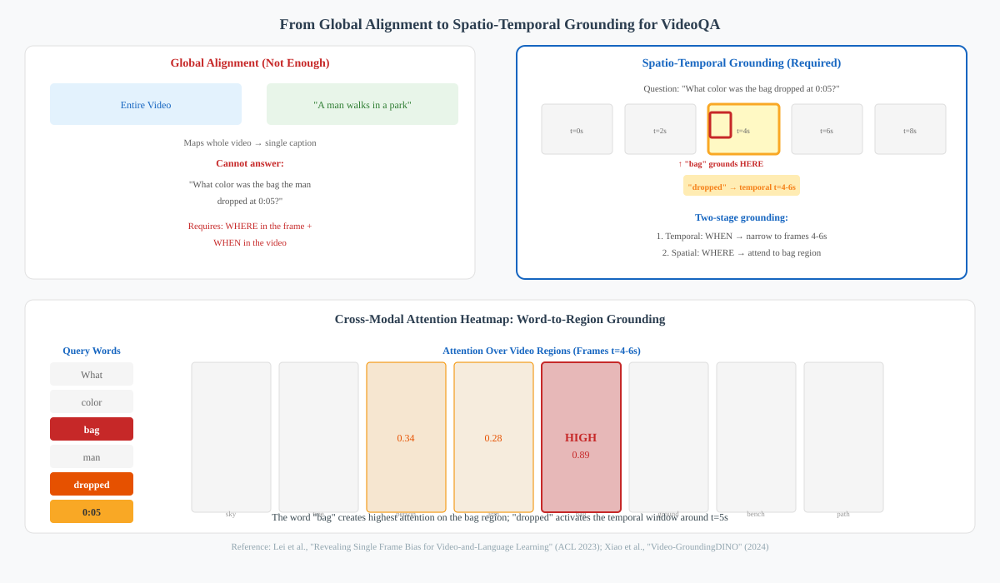 From Global Alignment to Spatio-Temporal Grounding for VideoQA
Global Alignment (Not Enough)
Entire Video
"A man walks in a park"
Maps whole video → single caption
Cannot answer:
"What color was the bag the man
dropped at 0:05?"
Requires: WHERE in the frame +
WHEN in the video
Spatio-Temporal Grounding (Required)
Question: "What color was the bag dropped at 0:05?"
t=0s
t=2s
t=4s
t=6s
t=8s
↑ "bag" grounds HERE
"dropped" → temporal t=4-6s
Two-stage grounding:
1. Temporal: WHEN → narrow to frames 4-6s
2. Spatial: WHERE → attend to bag region
Cross-Modal Attention Heatmap: Word-to-Region Grounding
Query Words
What
color
bag
man
dropped
0:05
Attention Over Video Regions (Frames t=4-6s)
0.34
0.28
HIGH
0.89
sky
bench
path
The word "bag" creates highest attention on the bag region; "dropped" activates the temporal window around t=5s
Reference: Lei et al., "Revealing Single Frame Bias for Video-and-Language Learning" (ACL 2023); Xiao et al., "Video-GroundingDINO" (2024)